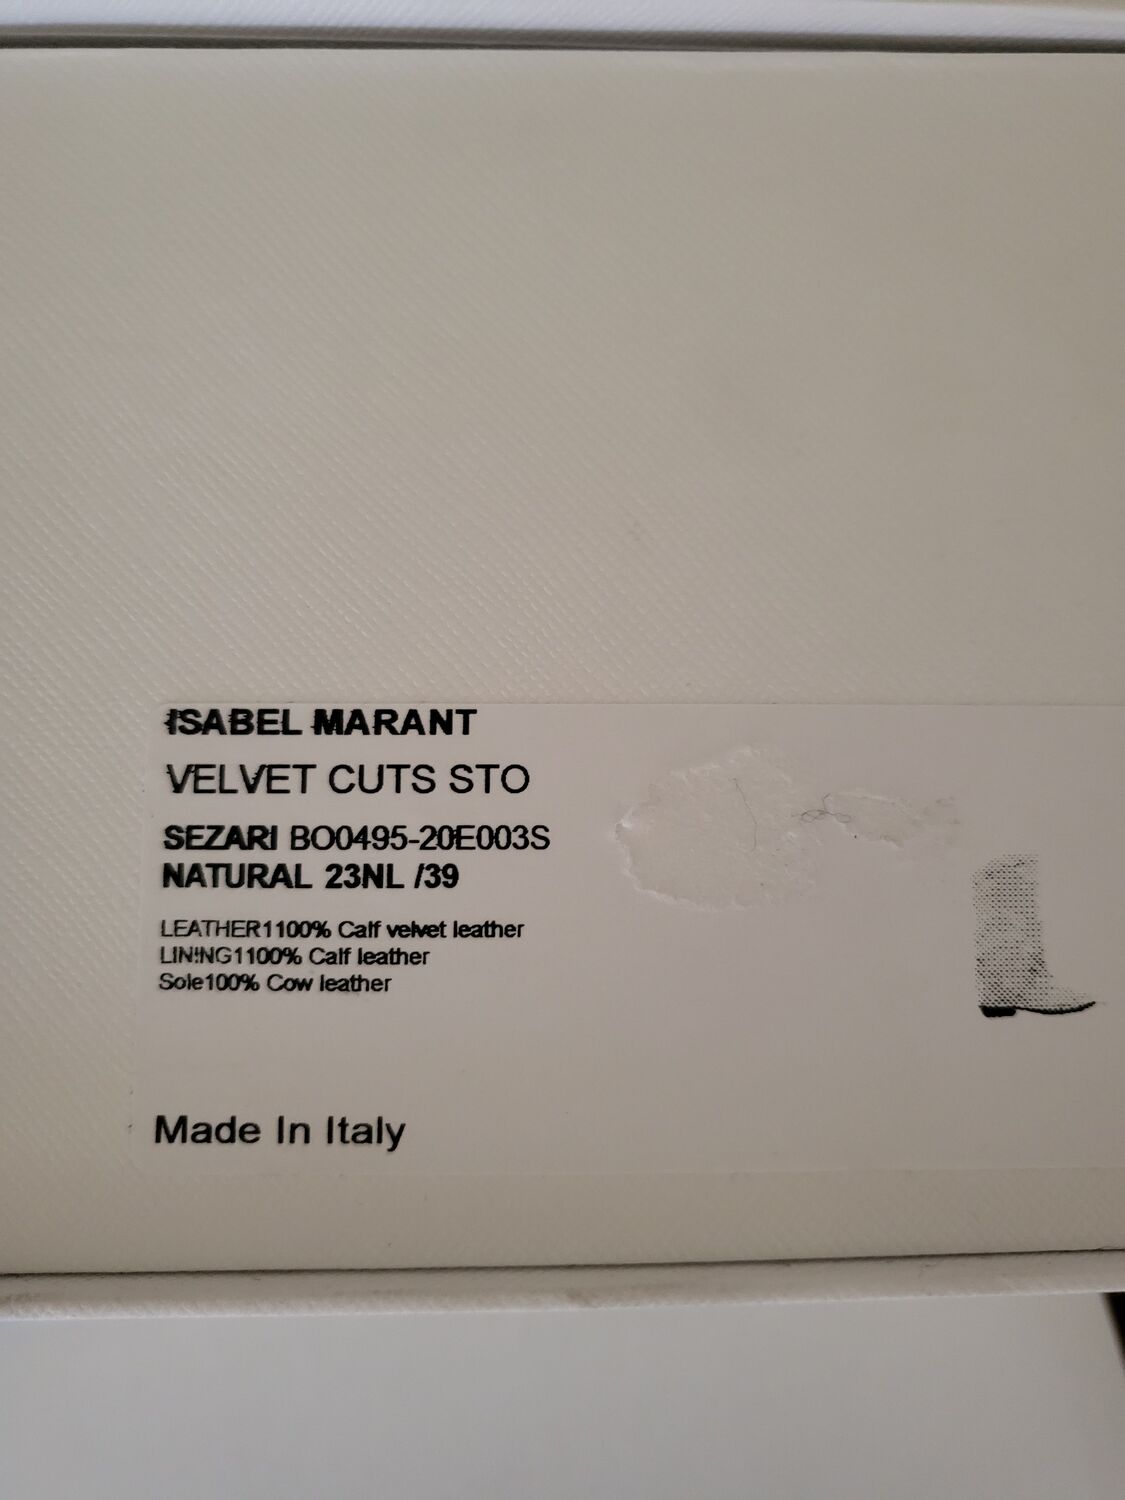 ISABEL MARANT
VELVET CUTS STO
SEZARI BO0495-20E003S
NATURAL 23NL /39
LEATHER1100% Calf velvet leather
LINING1100% Calf leather
Sole100% Cow leather
Made In Italy